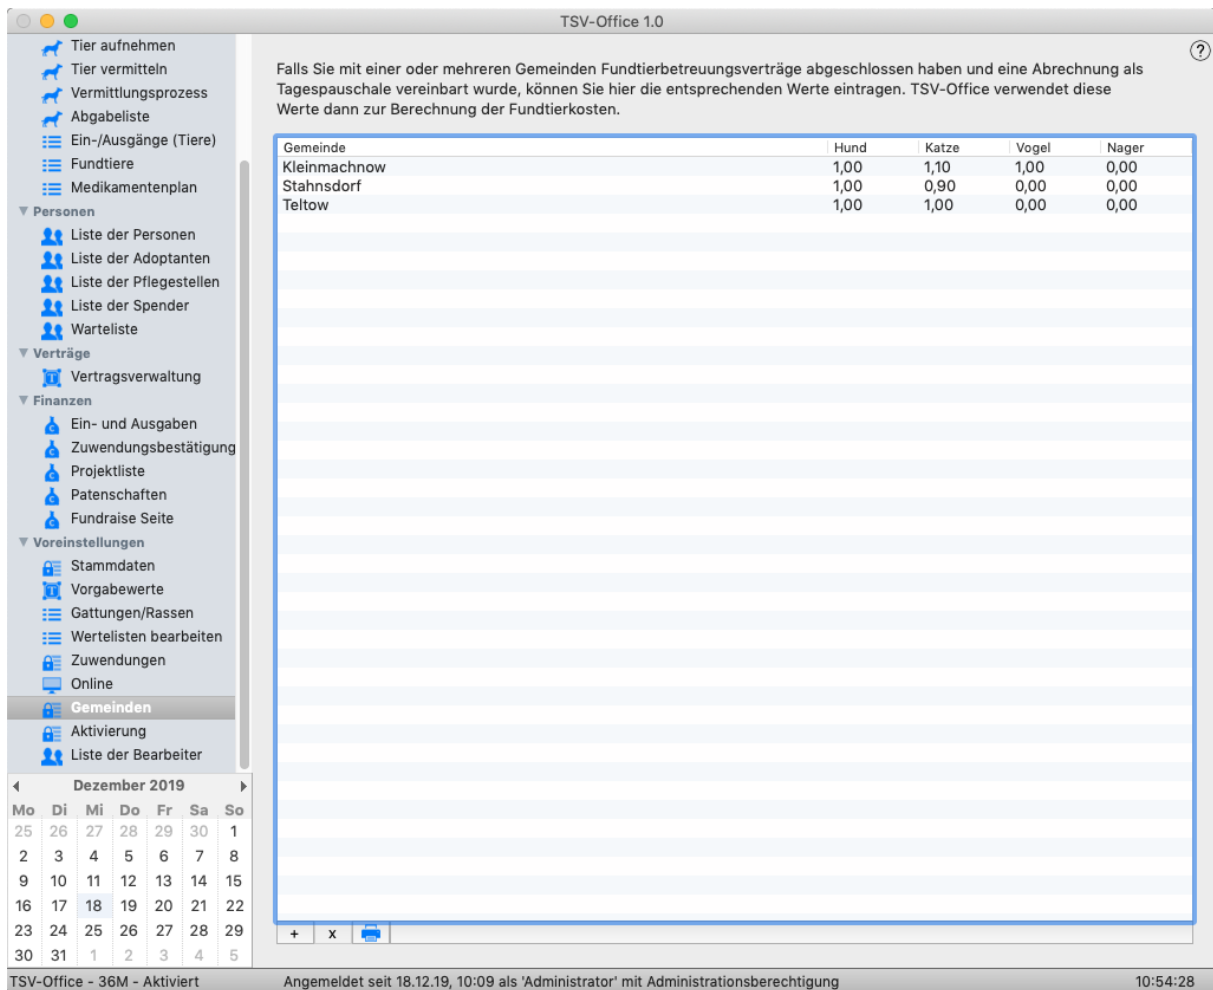 TSV-Office 1.0
Tier aufnehmen
Tier vermitteln
Vermittlungsprozess
Abgabeliste
Ein-/Ausgänge (Tiere)
Fundtiere
Medikamentenplan
Personen
Liste der Personen
Liste der Adoptanten
Liste der Pflegestellen
Liste der Spender
Warteliste
Verträge
Vertragsverwaltung
Finanzen
Ein- und Ausgaben
Zuwendungsbestätigung
Projektliste
Patenschaften
Fundraise Seite
Voreinstellungen
Stammdaten
Vorgabewerte
Gattungen/Rassen
Wertelisten bearbeiten
Zuwendungen
Online
Gemeinden
Aktivierung
Liste der Bearbeiter
Dezember 2019
Mo Di Mi Do Fr Sa So
25 26 27 28 29 30 1
2 3 4 5 6 7 8
9 10 11 12 13 14 15
16 17 18 19 20 21 22
23 24 25 26 27 28 29
30 31 1 2 3 4 5
?
Falls Sie mit einer oder mehreren Gemeinden Fundtierbetreuungsverträge abgeschlossen haben und eine Abrechnung als
Tagespauschale vereinbart wurde, können Sie hier die entsprechenden Werte eintragen. TSV-Office verwendet diese
Werte dann zur Berechnung der Fundtierkosten.
Gemeinde Hund Katze Vogel Nager
Kleinmachnow 1,00 1,10 1,00 0,00
Stahnsdorf 1,00 0,90 0,00 0,00
Teltow 1,00 1,00 0,00 0,00
+ x
TSV-Office - 36M - Aktiviert Angemeldet seit 18.12.19, 10:09 als 'Administrator' mit Administrationsberechtigung 10:54:28